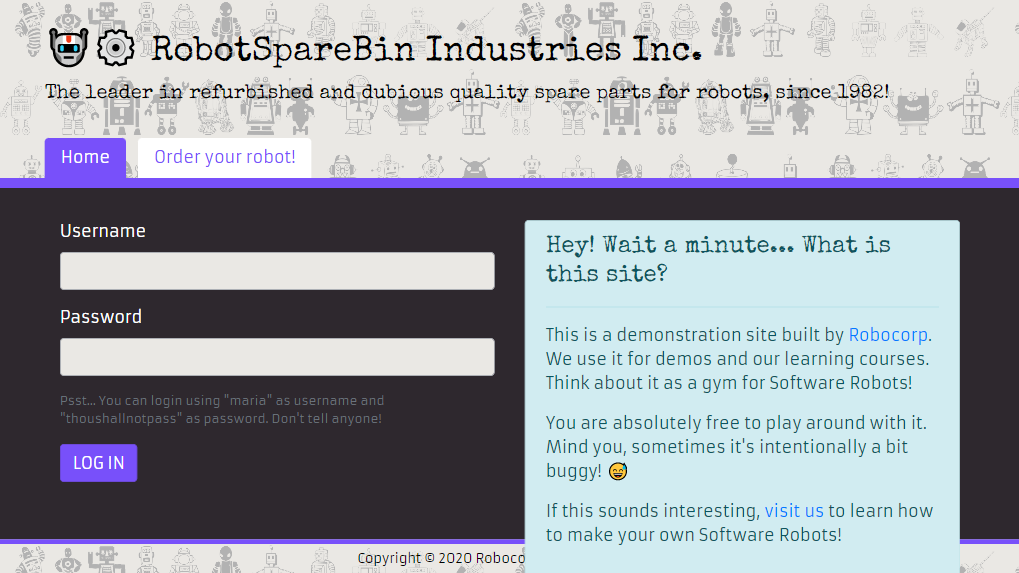 RobotSpareBin Industries Inc.
The leader in refurbished and dubious quality spare parts for robots, since 1982!
Home
Order your robot!
Username
Password
Psst... You can login using "maria" as username and
"thoushallnotpass" as password. Don't tell anyone!
LOG IN
Hey! Wait a minute... What is
this site?
This is a demonstration site built by Robocorp.
We use it for demos and our learning courses.
Think about it as a gym for Software Robots!
You are absolutely free to play around with it.
Mind you, sometimes it's intentionally a bit
buggy! 😅
If this sounds interesting, visit us to learn how
to make your own Software Robots!
Copyright © 2020 Roboco